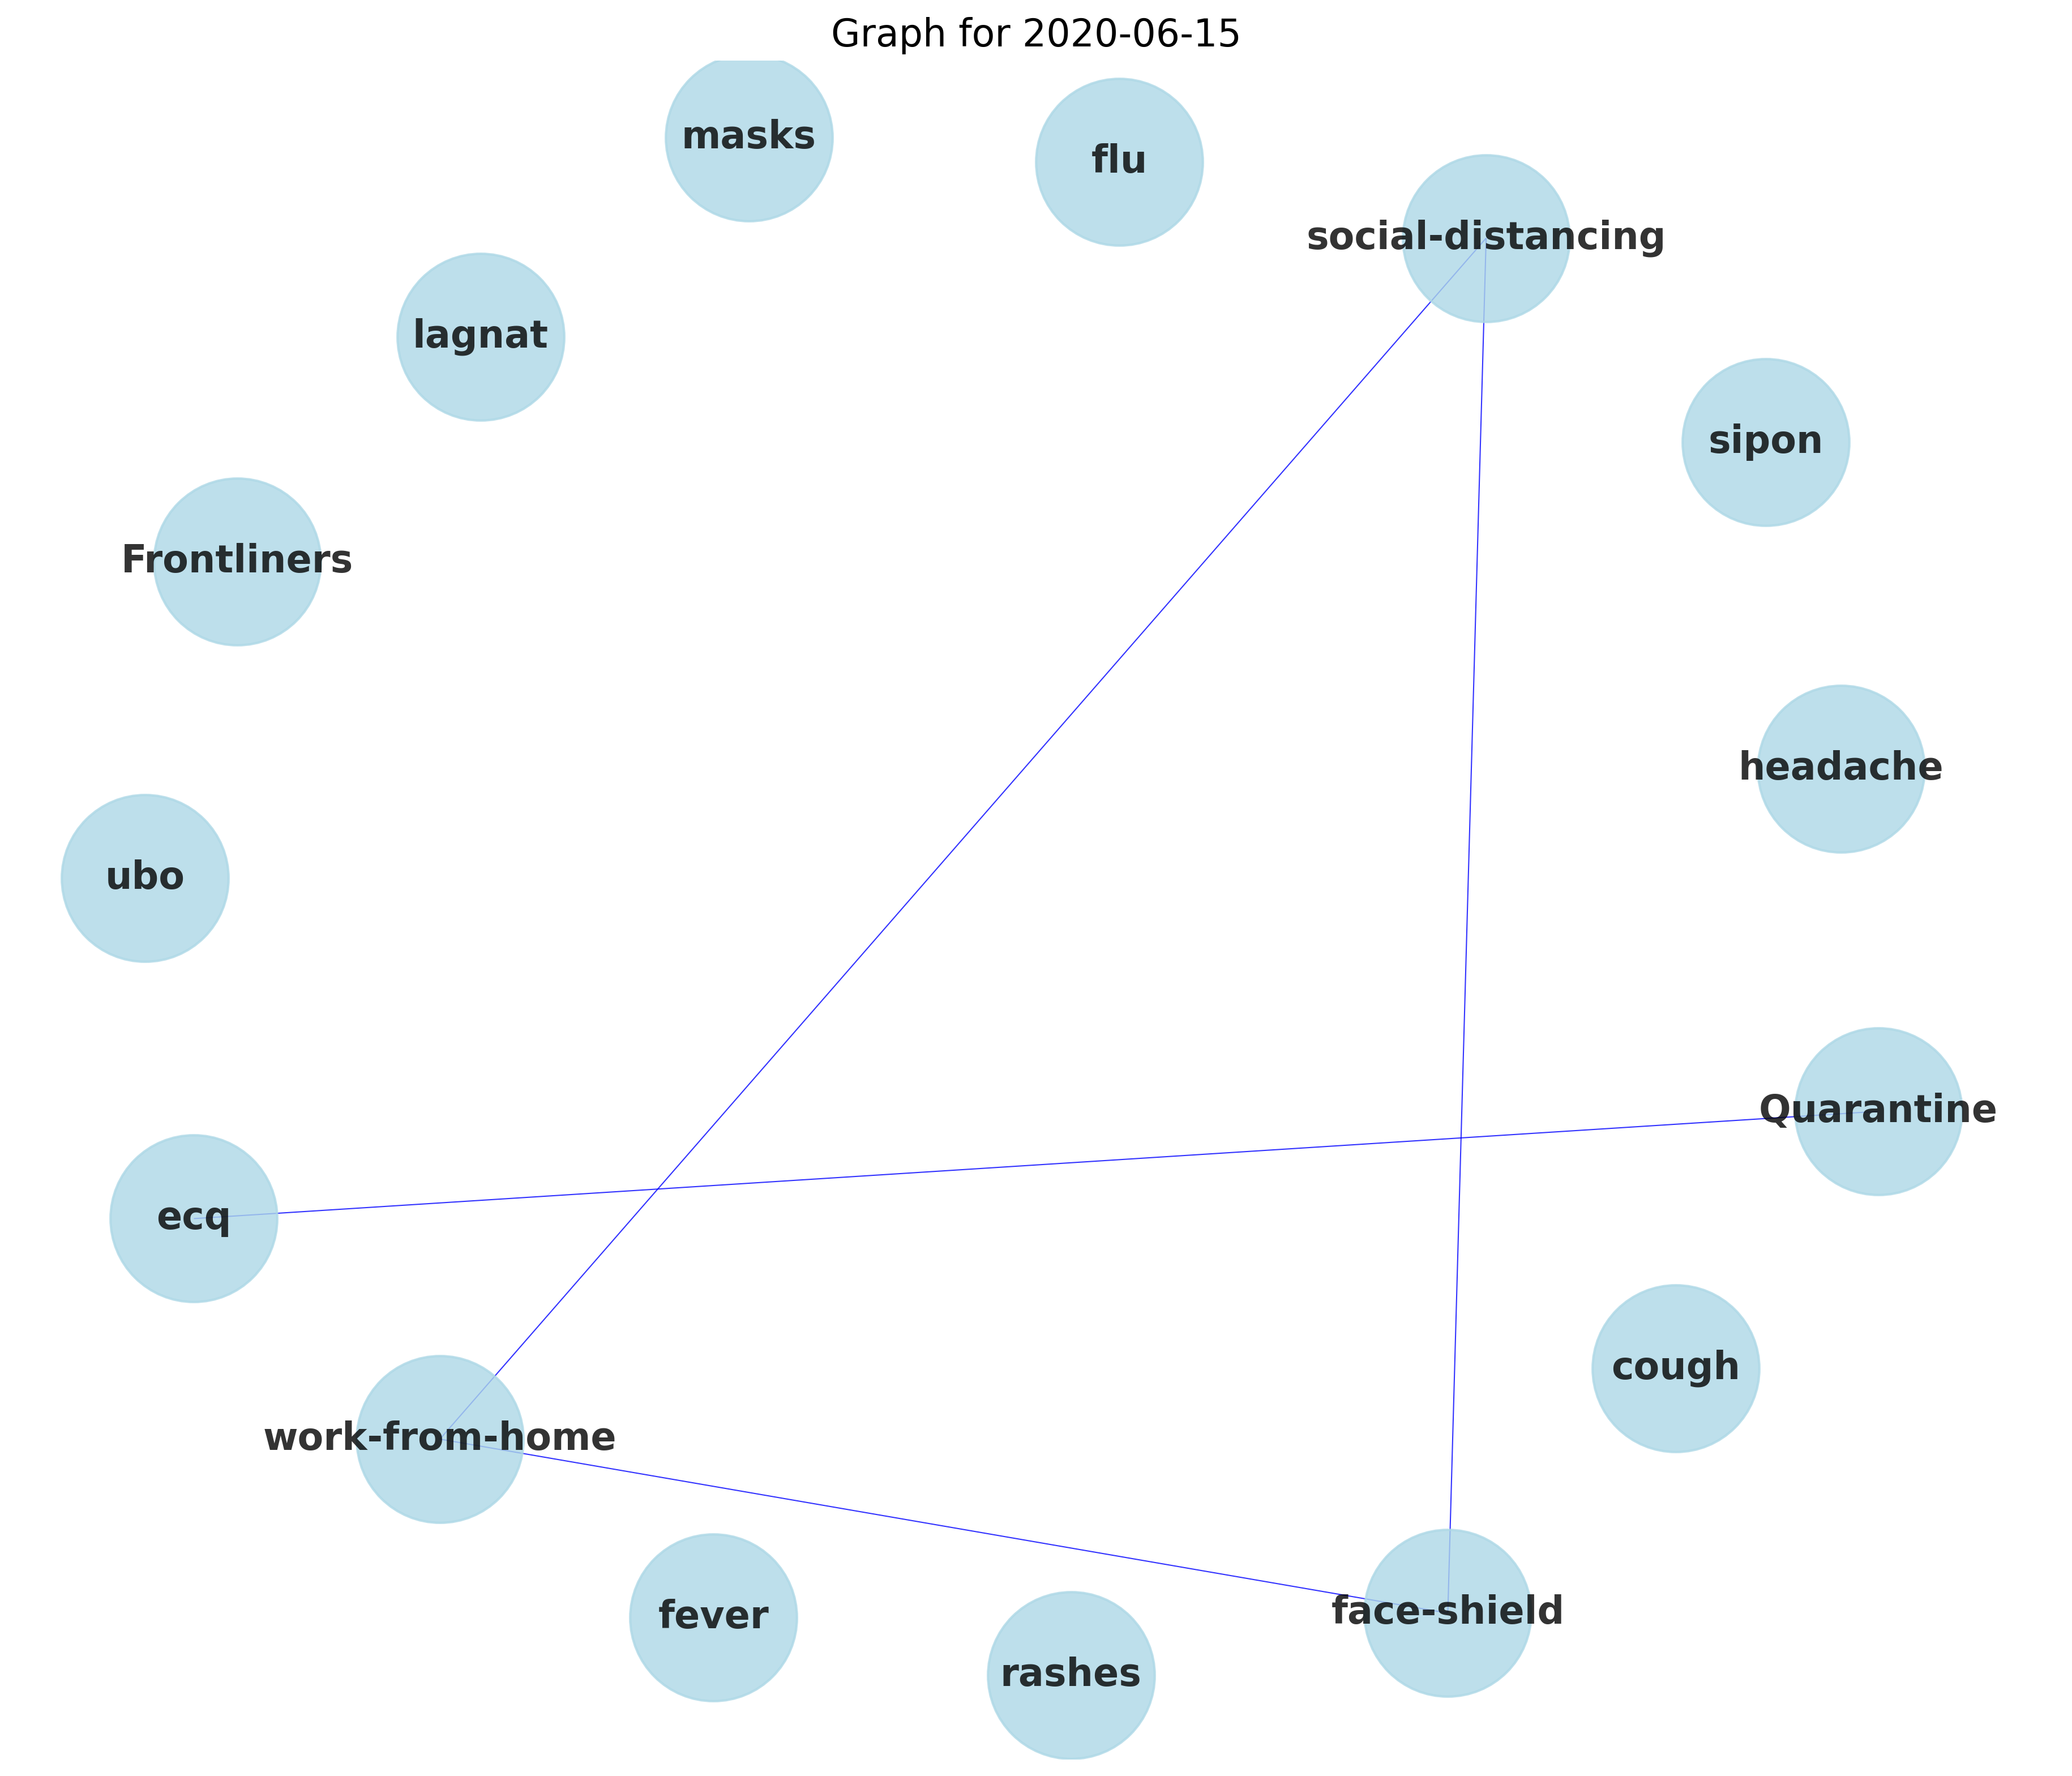 Graph for 2020-06-15
masks
flu
social-distancing
lagnat
sipon
Frontliners
headache
ubo
Quarantine
ecq
cough
work-from-home
face-shield
fever
rashes